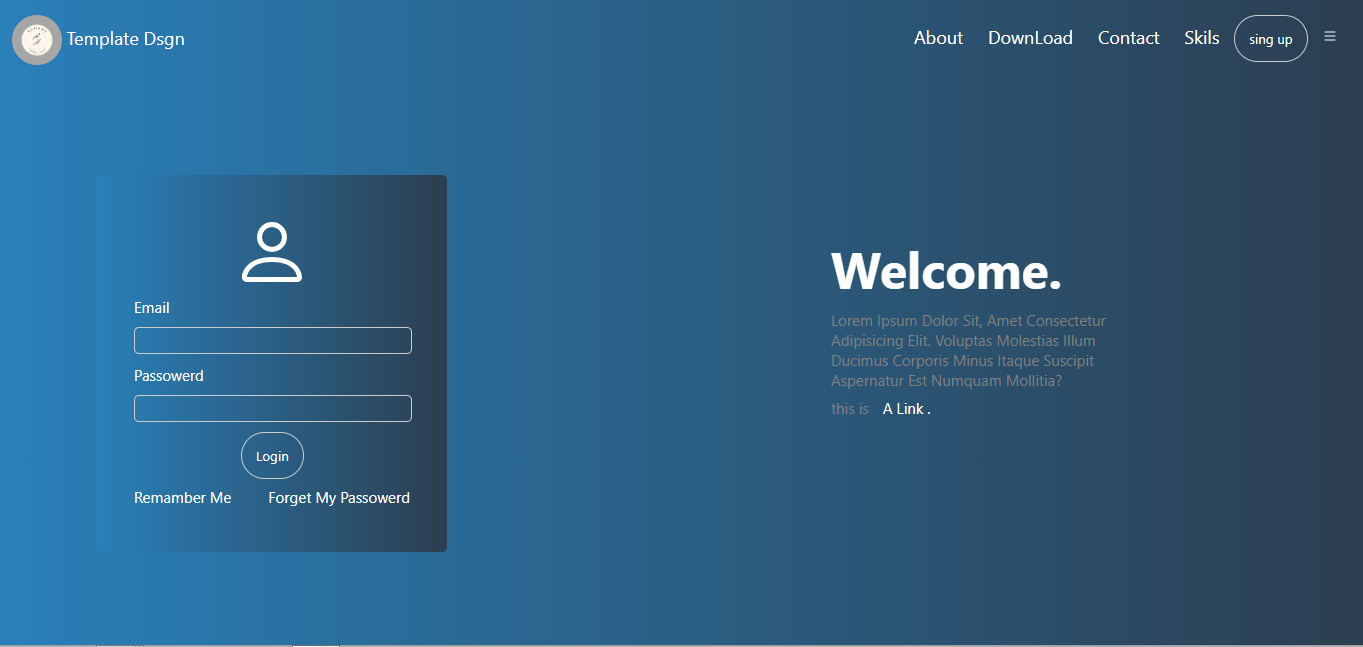 Template Dsgn
About DownLoad Contact Skils sing up
Email
Passowerd
Login
Remamber Me Forget My Passowerd
Welcome.
Lorem Ipsum Dolor Sit, Amet Consectetur
Adipisicing Elit. Voluptas Molestias Illum
Ducimus Corporis Minus Itaque Suscipit
Aspernatur Est Numquam Mollitia?
this is A Link .